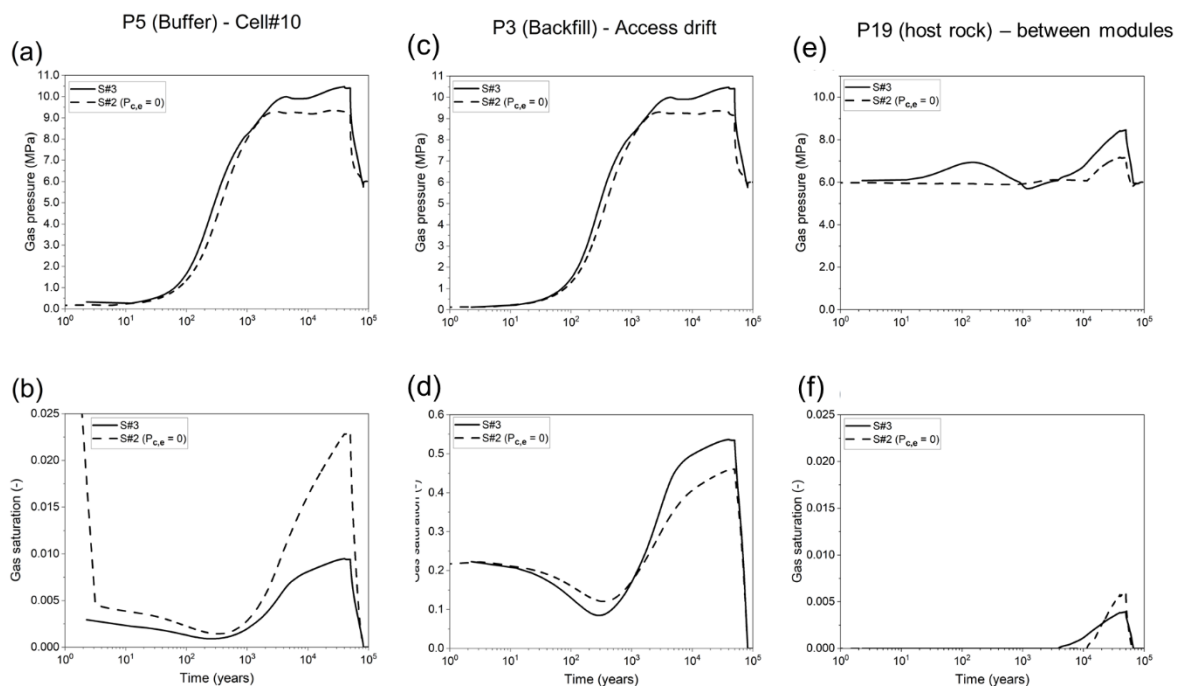 P5 (Buffer) - Cell#10
P3 (Backfill) - Access drift
P19 (host rock) – between modules
(a)
11.0
10.0
9.0
8.0
7.0
6.0
5.0
4.0
3.0
2.0
1.0
0.0
Gas pressure (MPa)
S#3
S#2 (Pc,e = 0)
10⁰ 10¹ 10² 10³ 10⁴ 10⁵
(c)
11
10
9
8
7
6
5
4
3
2
1
0
Gas pressure (MPa)
S#3
S#2 (Pc,e = 0)
10⁰ 10¹ 10² 10³ 10⁴ 10⁵
(e)
10.0
8.0
6.0
4.0
2.0
0.0
Gas pressure (MPa)
S#3
S#2 (Pc,e = 0)
10⁰ 10¹ 10² 10³ 10⁴ 10⁵
(b)
0.025
0.020
0.015
0.010
0.005
0.000
Gas saturation (-)
S#3
S#2 (Pc,e = 0)
10⁰ 10¹ 10² 10³ 10⁴ 10⁵
Time (years)
(d)
0.6
0.5
0.4
0.3
0.2
0.1
0.0
Gas saturation (-)
S#3
S#2 (Pc,e = 0)
10⁰ 10¹ 10² 10³ 10⁴ 10⁵
Time (years)
(f)
0.025
0.020
0.015
0.010
0.005
0.000
Gas saturation (-)
S#3
S#2 (Pc,e = 0)
10⁰ 10¹ 10² 10³ 10⁴ 10⁵
Time (years)